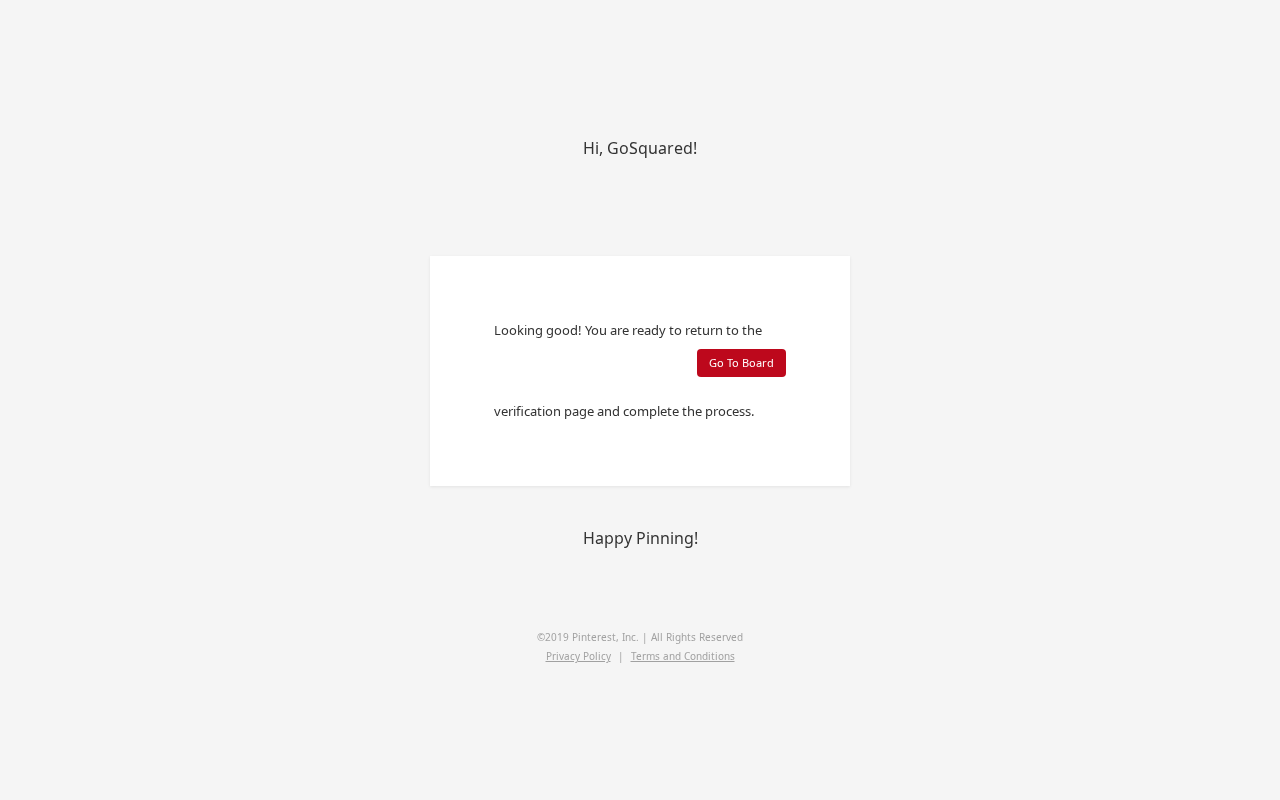 Hi, GoSquared!
Looking good! You are ready to return to the
Go To Board
verification page and complete the process.
Happy Pinning!
©2019 Pinterest, Inc. | All Rights Reserved
Privacy Policy | Terms and Conditions